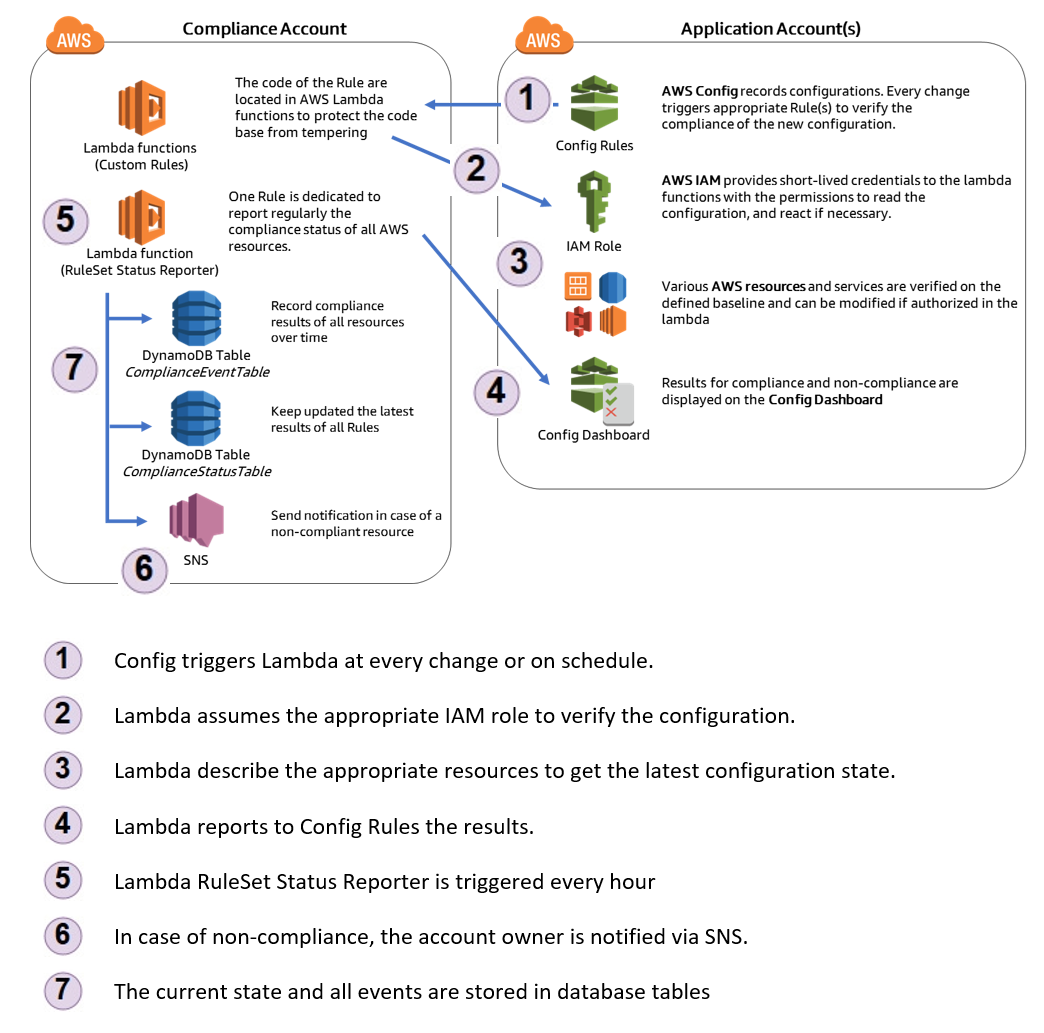 AWS
Compliance Account
The code of the Rule are
located in AWS Lambda
functions to protect the code
base from tempering
Lambda functions
(Custom Rules)
5
One Rule is dedicated to
report regularly the
compliance status of all AWS
resources.
Lambda function
(RuleSet Status Reporter)
7
Record compliance
results of all resources
over time
DynamoDB Table
ComplianceEventTable
Keep updated the latest
results of all Rules
DynamoDB Table
ComplianceStatusTable
Send notification in case of a
non-compliant resource
SNS
6
AWS
Application Account(s)
1
Config Rules
AWS Config records configurations. Every change
triggers appropriate Rule(s) to verify the
compliance of the new configuration.
2
IAM Role
AWS IAM provides short-lived credentials to the lambda
functions with the permissions to read the
configuration, and react if necessary.
3
Various AWS resources and services are verified on the
defined baseline and can be modified if authorized in the
lambda
4
Config Dashboard
Results for compliance and non-compliance are
displayed on the Config Dashboard
1 Config triggers Lambda at every change or on schedule.
2 Lambda assumes the appropriate IAM role to verify the configuration.
3 Lambda describe the appropriate resources to get the latest configuration state.
4 Lambda reports to Config Rules the results.
5 Lambda RuleSet Status Reporter is triggered every hour
6 In case of non-compliance, the account owner is notified via SNS.
7 The current state and all events are stored in database tables